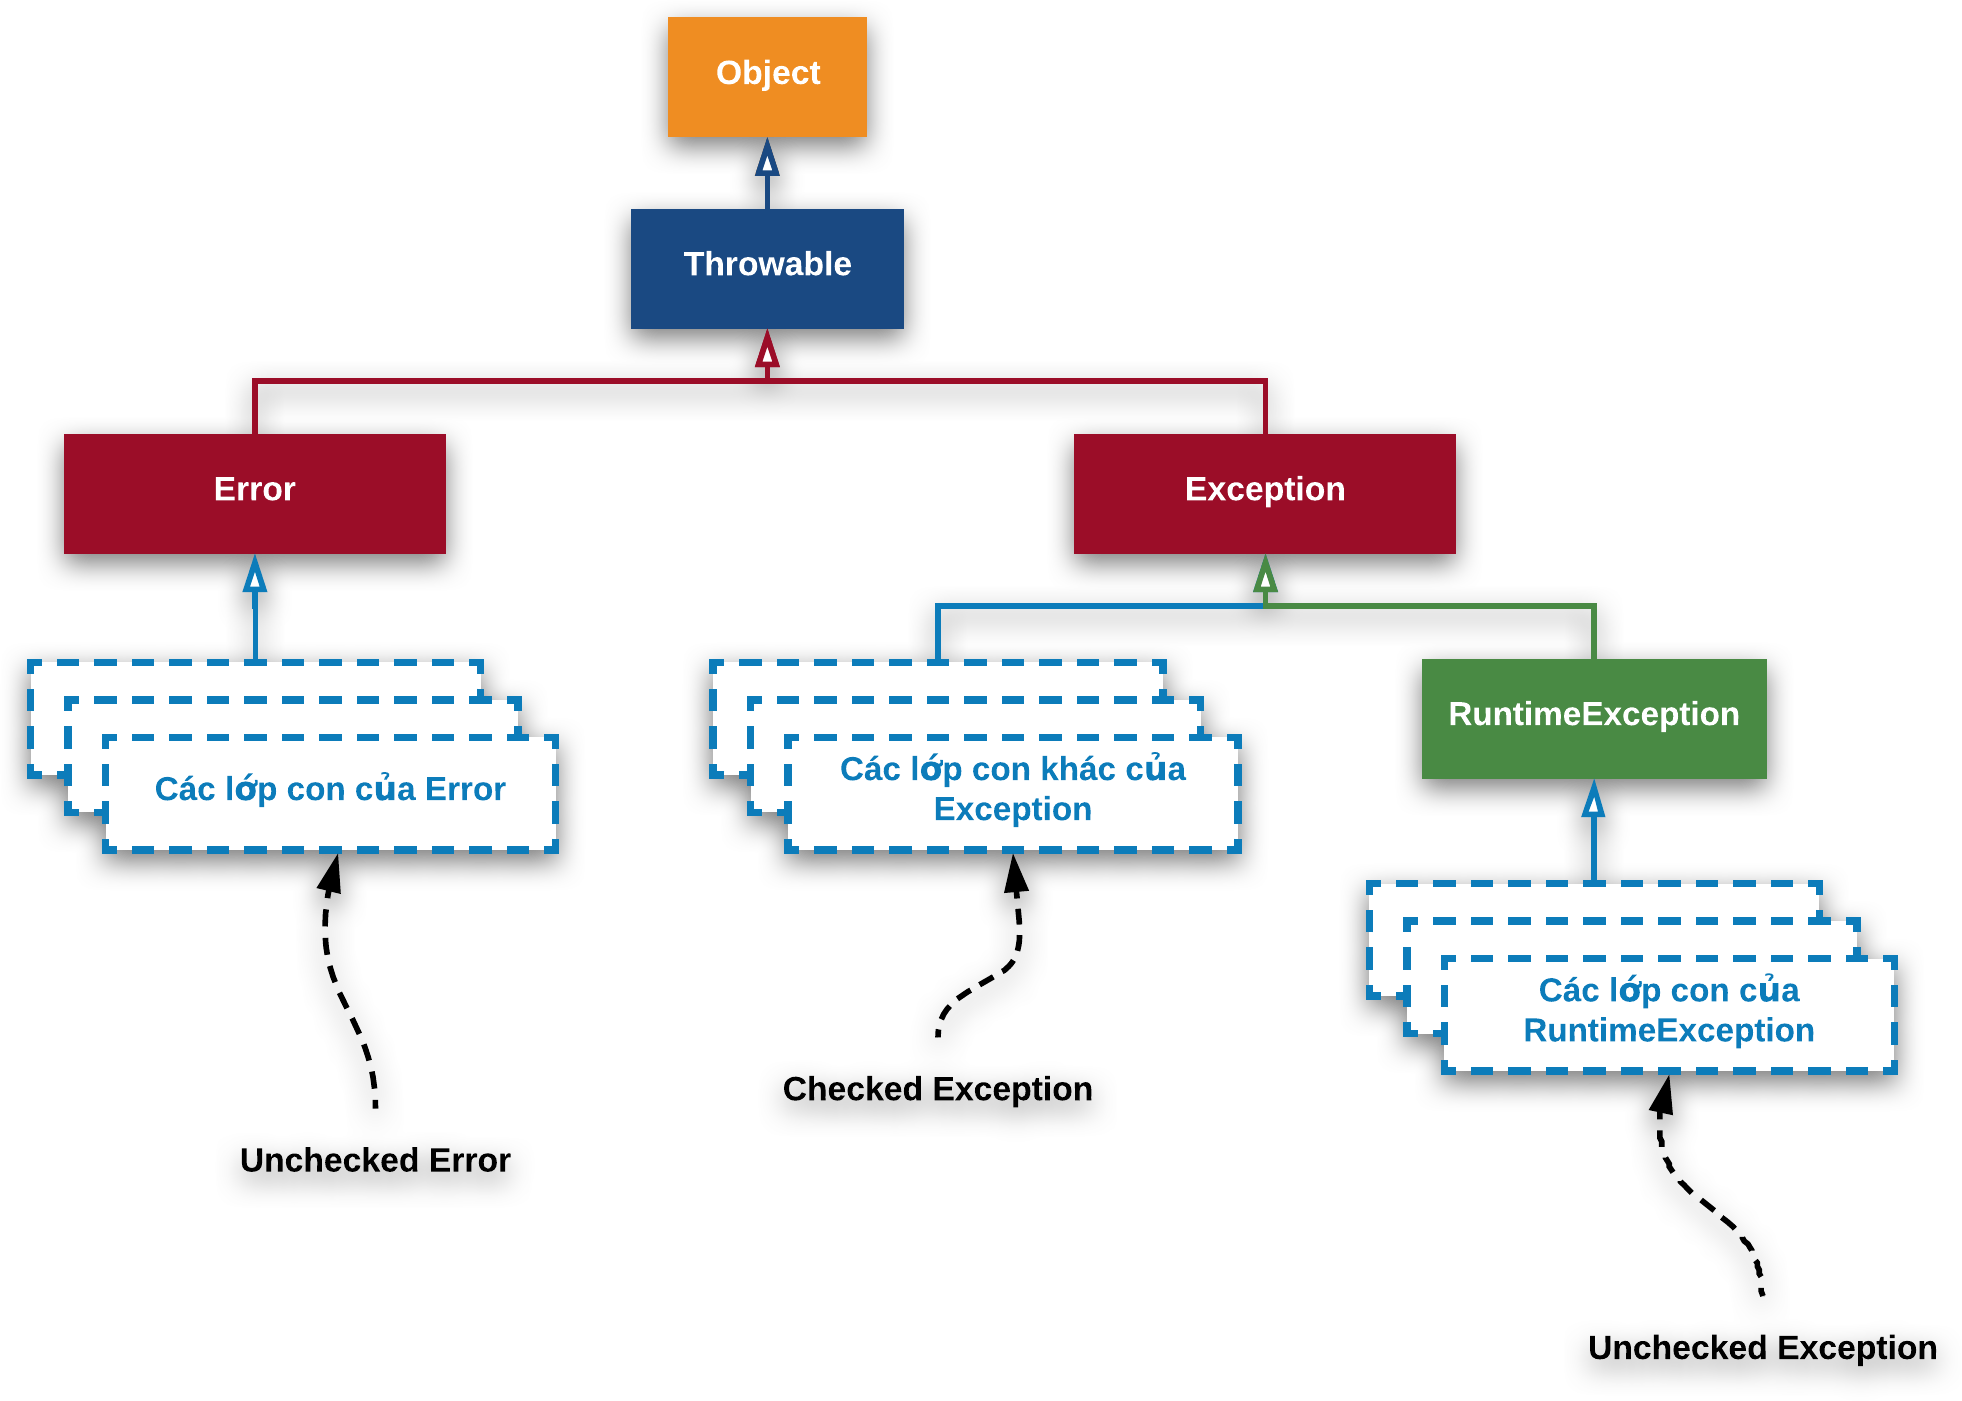 Object
Throwable
Error
Exception
RuntimeException
Các lớp con của Error
Các lớp con khác của
Exception
Các lớp con của
RuntimeException
Checked Exception
Unchecked Error
Unchecked Exception